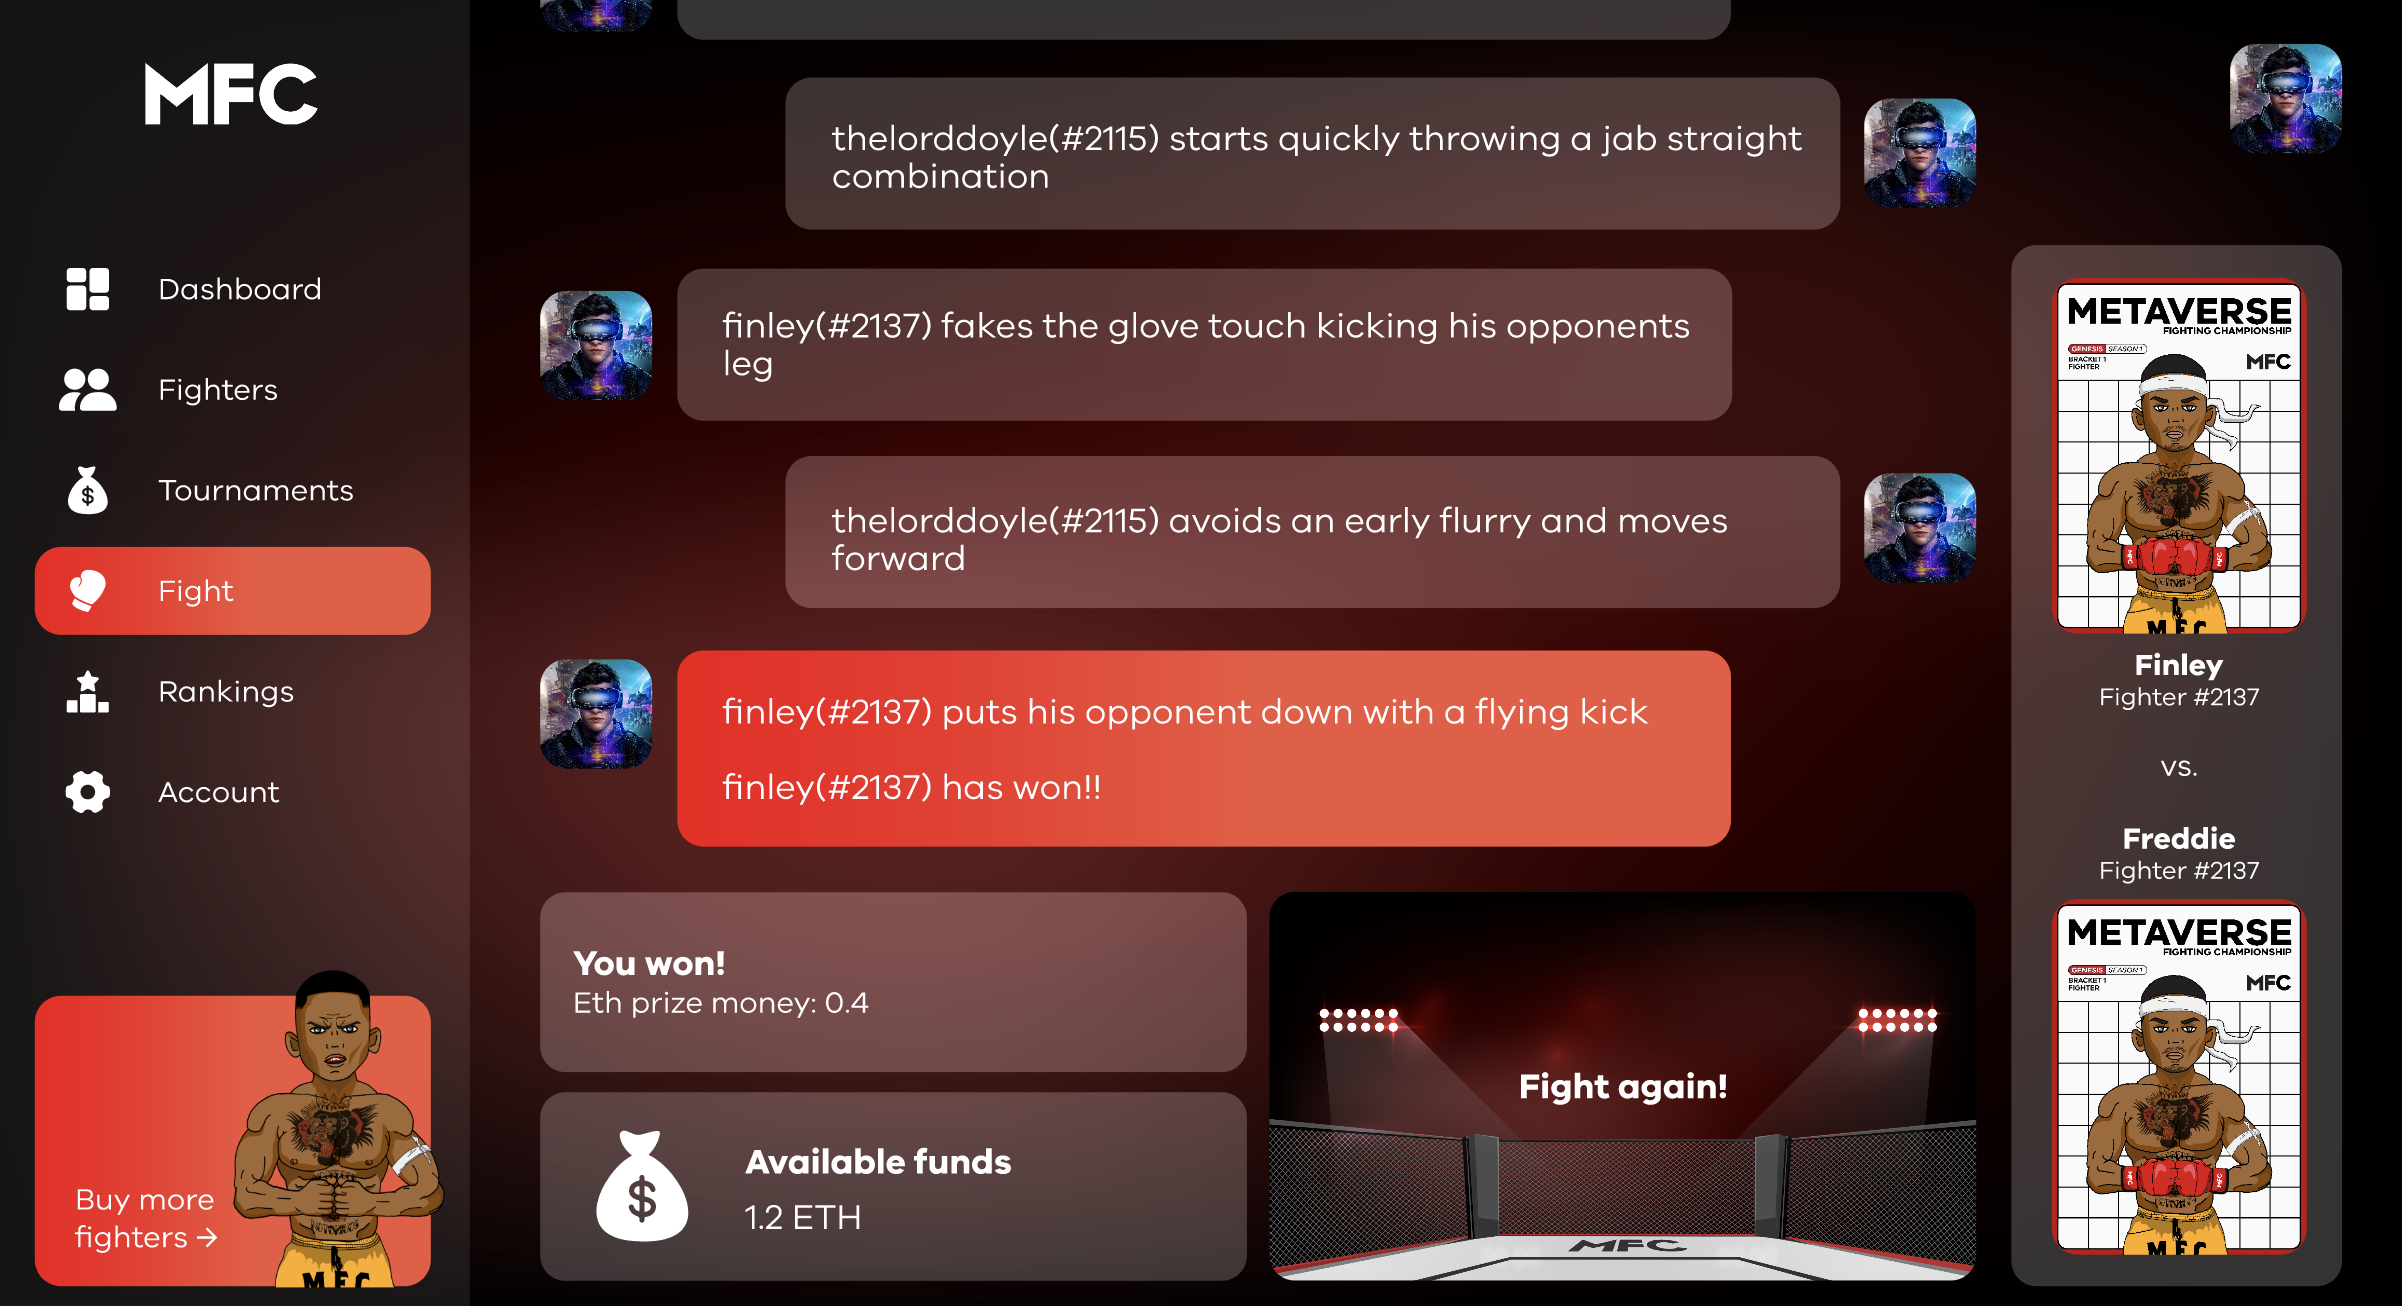 MFC
Dashboard
Fighters
Tournaments
Fight
Rankings
Account
Buy more
fighters →
MFC
thelorddoyle(#2115) starts quickly throwing a jab straight
combination
finley(#2137) fakes the glove touch kicking his opponents
leg
thelorddoyle(#2115) avoids an early flurry and moves
forward
finley(#2137) puts his opponent down with a flying kick
finley(#2137) has won!!
You won!
Eth prize money: 0.4
Available funds
$
1.2 ETH
Fight again!
MFC
METAVERSE
FIGHTING CHAMPIONSHIP
GENESIS SEASON 1
BRACKET 1
FIGHTER
MFC
MFC
Finley
Fighter #2137
vs.
Freddie
Fighter #2137
METAVERSE
FIGHTING CHAMPIONSHIP
GENESIS SEASON 1
BRACKET 1
FIGHTER
MFC
MFC